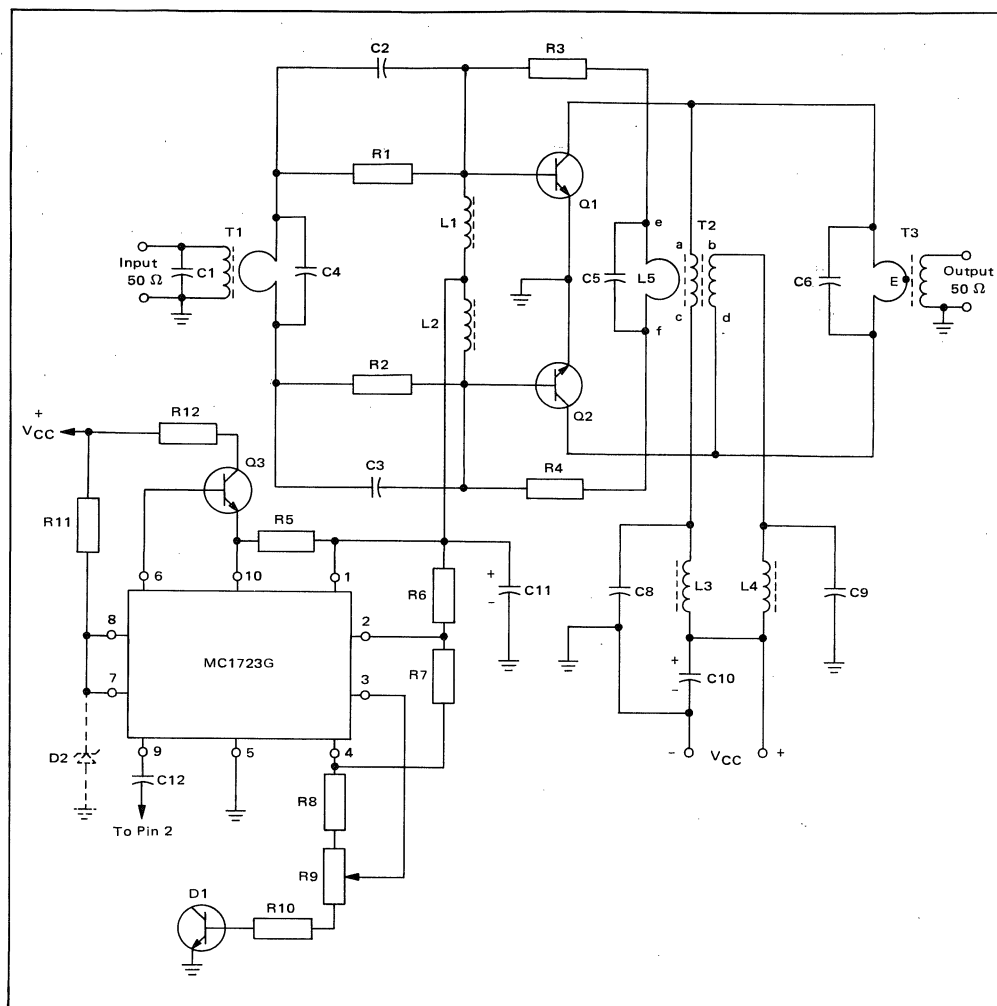 C2
R3
R1
Q1
L1
e
T2
T1
a
b
T3
Input
50 Ω
C1
C4
C5
L5
C6
E
Output
50 Ω
L2
c
d
f
R2
Q2
+
VCC
R12
C3
R4
Q3
R11
R5
6
10
1
R6
+
-
C11
C8
L3
L4
C9
8
2
MC1723G
R7
7
3
+
-
C10
D2
9
5
4
C12
R8
-
VCC
+
To Pin 2
R9
D1
R10